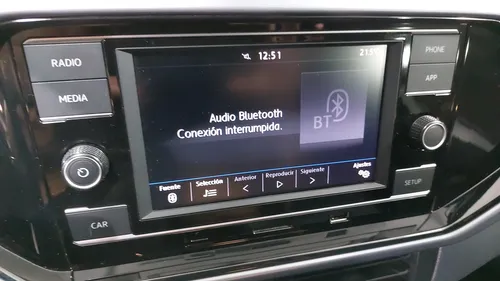 RADIO
MEDIA
CAR
12:51
Audio Bluetooth
Conexión interrumpida.
BT
Fuente
Selección
Anterior
Reproducir
Siguiente
Ajustes
PHONE
APP
SETUP